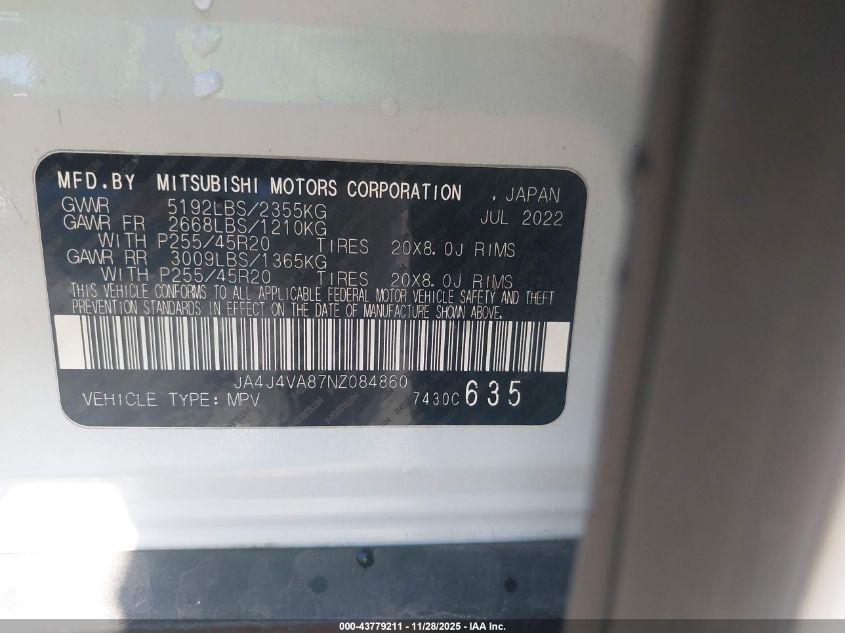 MFD.BY MITSUBISHI MOTORS CORPORATION , JAPAN
GVWR 5192LBS/2355KG JUL 2022
GAWR FR 2668LBS/1210KG
WITH P255/45R20 TIRES 20X8.0J RIMS
GAWR RR 3009LBS/1365KG
WITH P255/45R20 TIRES 20X8.0J RIMS
THIS VEHICLE CONFORMS TO ALL APPLICABLE FEDERAL MOTOR VEHICLE SAFETY AND THEFT
PREVENTION STANDARDS IN EFFECT ON THE DATE OF MANUFACTURE SHOWN ABOVE.
JA4J4VA87NZ084860
VEHICLE TYPE: MPV 7430C 635
000-43779211 - 11/28/2025 - IAA Inc.